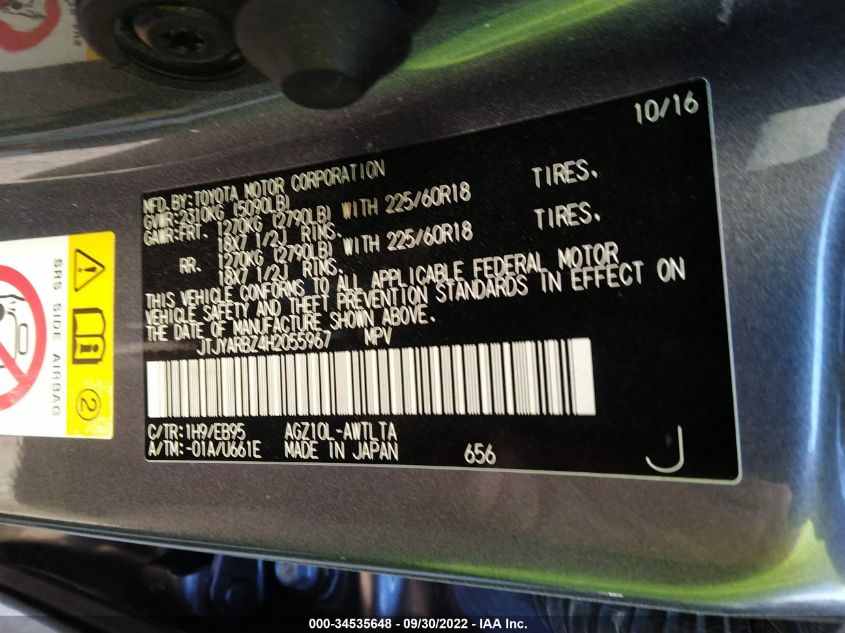 10/16
MFD.BY:TOYOTA MOTOR CORPORATION
GVWR:2310KG (5090LB)
GAWR:FRT. 1270KG (2790LB) WITH 225/60R18 TIRES,
18X7 1/2J RINS.
RR. 1270KG (2790LB) WITH 225/60R18 TIRES,
18X7 1/2J RINS.
THIS VEHICLE CONFORMS TO ALL APPLICABLE FEDERAL MOTOR
VEHICLE SAFETY AND THEFT PREVENTION STANDARDS IN EFFECT ON
THE DATE OF MANUFACTURE SHOWN ABOVE.
JTJYARBZ4H2055967 MPV
C/TR:1H9/EB95 AGZ10L-AWTLTA
A/TM:-01A/U661E MADE IN JAPAN 656
J
SRS SIDE AIRBAG
2
000-34535648 - 09/30/2022 - IAA Inc.